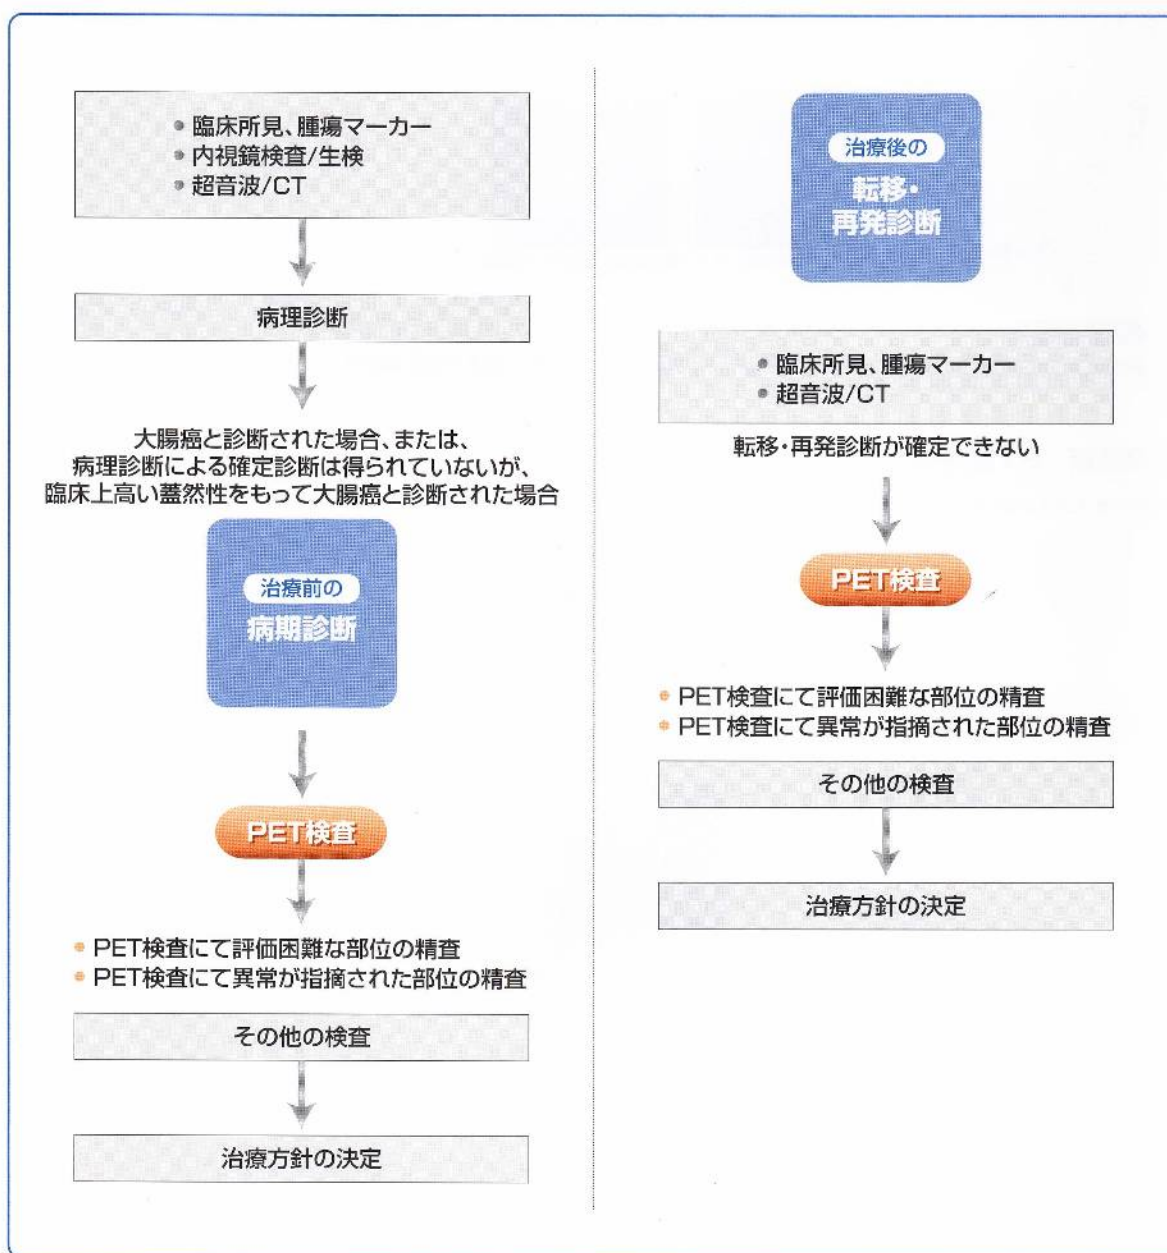 • 臨床所見、腫瘍マーカー
• 内視鏡検査/生検
• 超音波/CT
病理診断
大腸癌と診断された場合、または、
病理診断による確定診断は得られていないが、
臨床上高い蓋然性をもって大腸癌と診断された場合
治療前の
病期診断
PET検査
• PET検査にて評価困難な部位の精査
• PET検査にて異常が指摘された部位の精査
その他の検査
治療方針の決定
治療後の
転移・
再発診断
• 臨床所見、腫瘍マーカー
• 超音波/CT
転移・再発診断が確定できない
PET検査
• PET検査にて評価困難な部位の精査
• PET検査にて異常が指摘された部位の精査
その他の検査
治療方針の決定